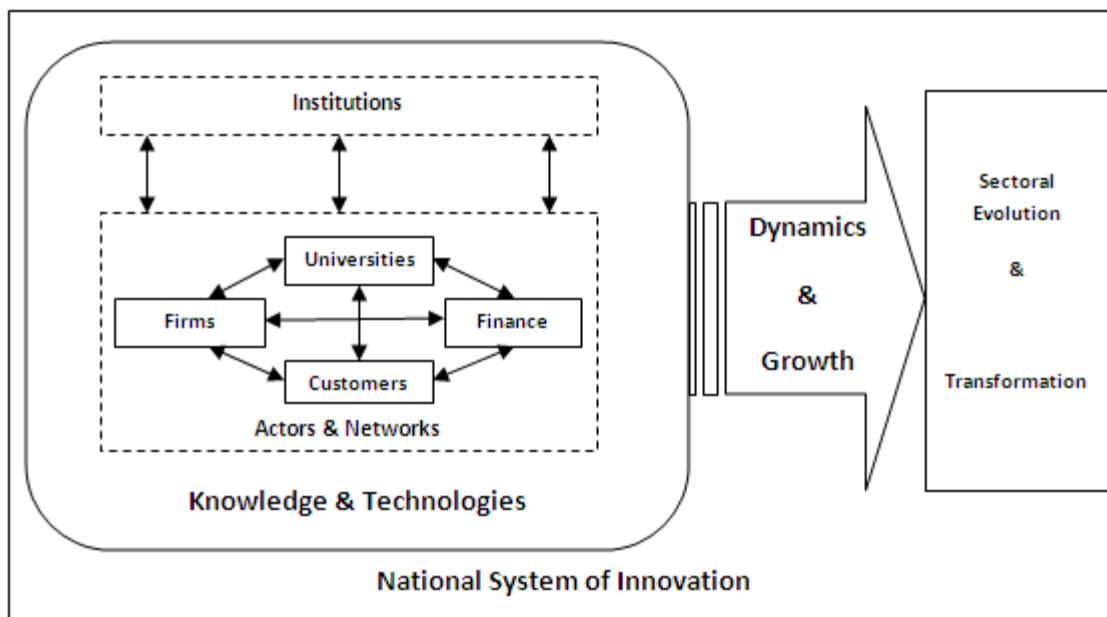 Institutions
Universities
Firms
Finance
Customers
Actors & Networks
Knowledge & Technologies
National System of Innovation
Dynamics
&
Growth
Sectoral
Evolution
&
Transformation